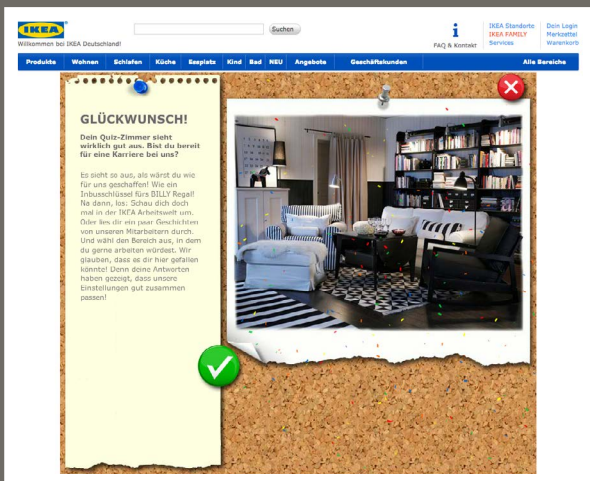 IKEA
Suchen
Willkommen bei IKEA Deutschland!
FAQ & Kontakt
IKEA Standorte
IKEA FAMILY
Services
Dein Login
Merkzettel
Warenkorb
Produkte Wohnen Schlafen Küche Essplatz Kind Bad NEU Angebote Geschäftskunden Alle Bereiche
GLÜCKWUNSCH!
Dein Quiz-Zimmer sieht
wirklich gut aus. Bist du bereit
für eine Karriere bei uns?
Es sieht so aus, als wärst du wie
für uns geschaffen! Wie ein
Inbusschlüssel fürs BILLY Regal!
Na dann, los: Schau dich doch
mal in der IKEA Arbeitswelt um.
Oder lies dir ein paar Geschichten
von unseren Mitarbeitern durch.
Und wähl den Bereich aus, in dem
du gerne arbeiten würdest. Wir
glauben, dass es dir hier gefallen
könnte! Denn deine Antworten
haben gezeigt, dass unsere
Einstellungen gut zusammen
passen!